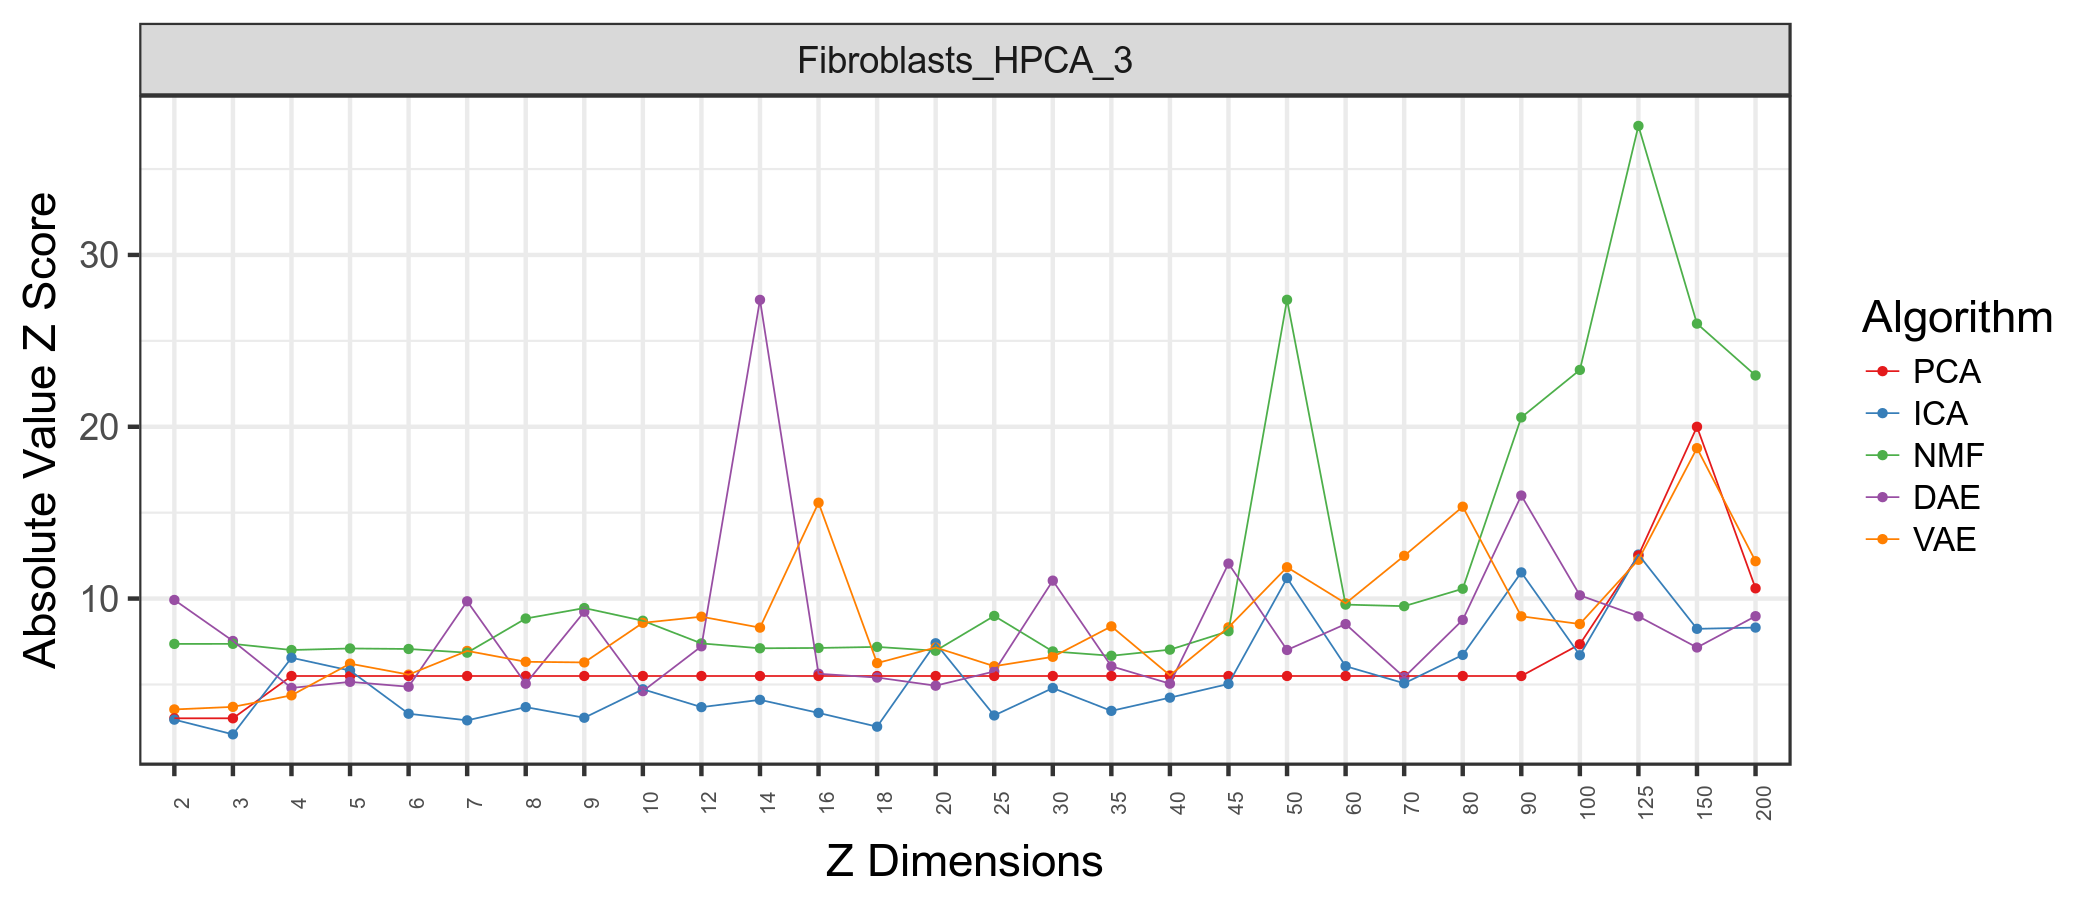 Fibroblasts_HPCA_3
Absolute Value Z Score
30
20
10
2 3 4 5 6 7 8 9 10 12 14 16 18 20 25 30 35 40 45 50 60 70 80 90 100 125 150 200
Z Dimensions
Algorithm
PCA
ICA
NMF
DAE
VAE